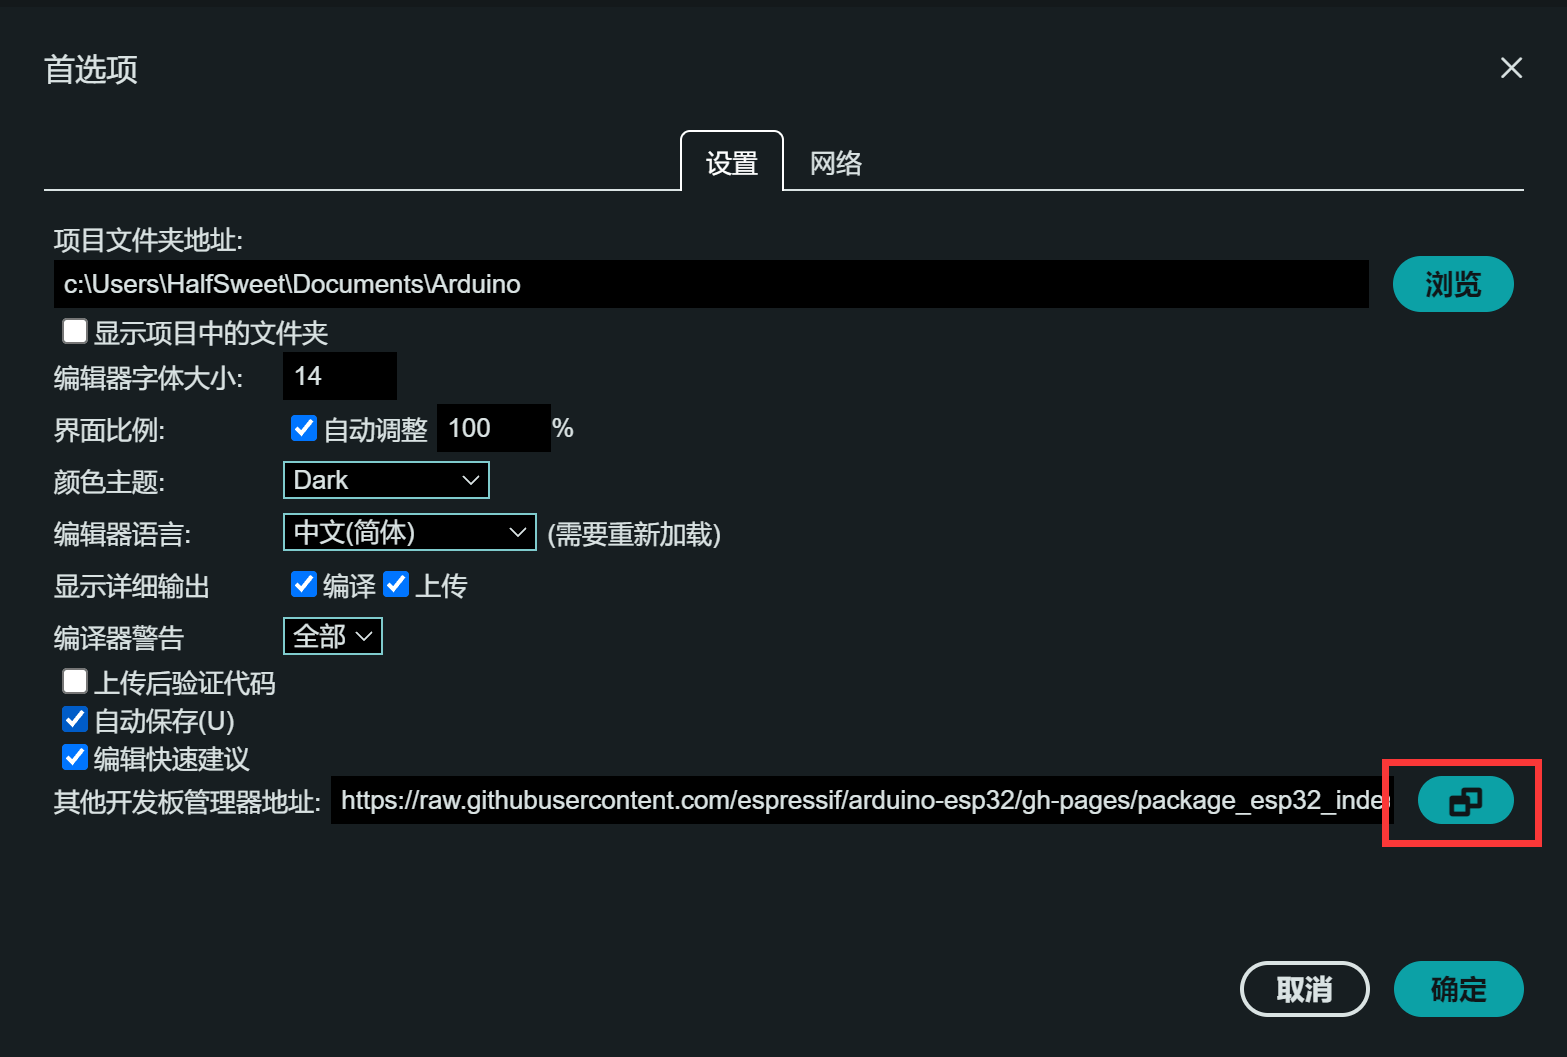 首选项
设置 网络
项目文件夹地址:
c:\Users\HalfSweet\Documents\Arduino 浏览
显示项目中的文件夹
编辑器字体大小: 14
界面比例: 自动调整 100 %
颜色主题: Dark
编辑器语言: 中文(简体) (需要重新加载)
显示详细输出 编译 上传
编译器警告 全部
上传后验证代码
自动保存(U)
编辑快速建议
其他开发板管理器地址: https://raw.githubusercontent.com/espressif/arduino-esp32/gh-pages/package_esp32_inde
取消 确定